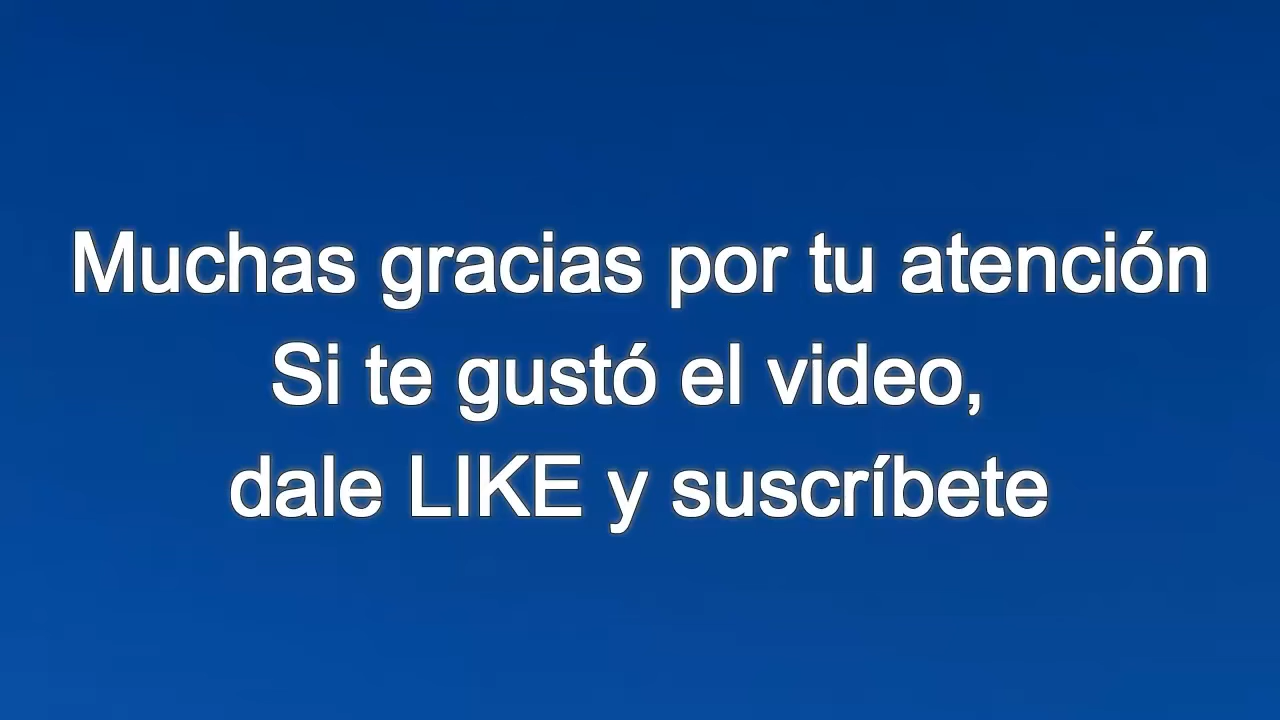 Muchas gracias por tu atención
Si te gustó el video,
dale LIKE y suscríbete